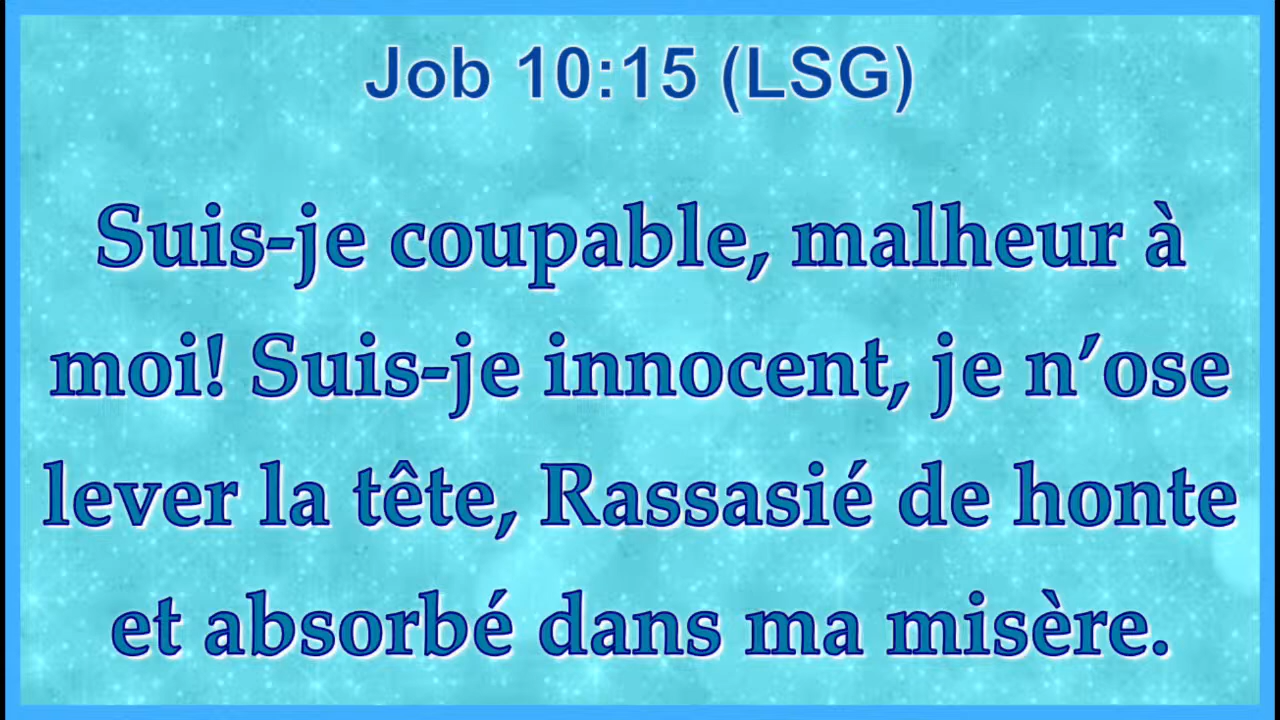 Job 10:15 (LSG)
Suis-je coupable, malheur à
moi! Suis-je innocent, je n’ose
lever la tête, Rassasié de honte
et absorbé dans ma misère.